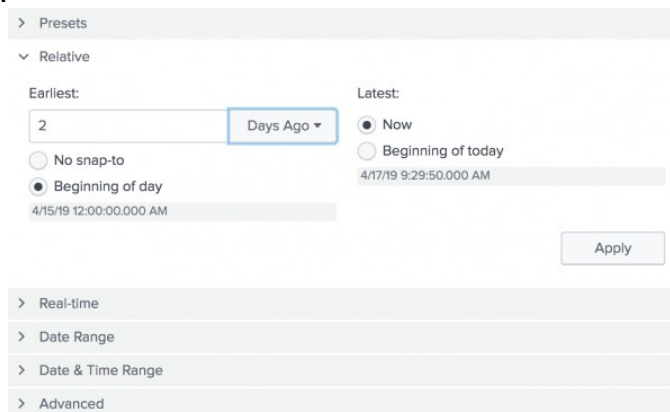 Presets
Relative
Earliest:
2 Days Ago
No snap-to
Beginning of day
4/15/19 12:00:00.000 AM
Latest:
Now
Beginning of today
4/17/19 9:29:50.000 AM
Apply
Real-time
Date Range
Date & Time Range
Advanced